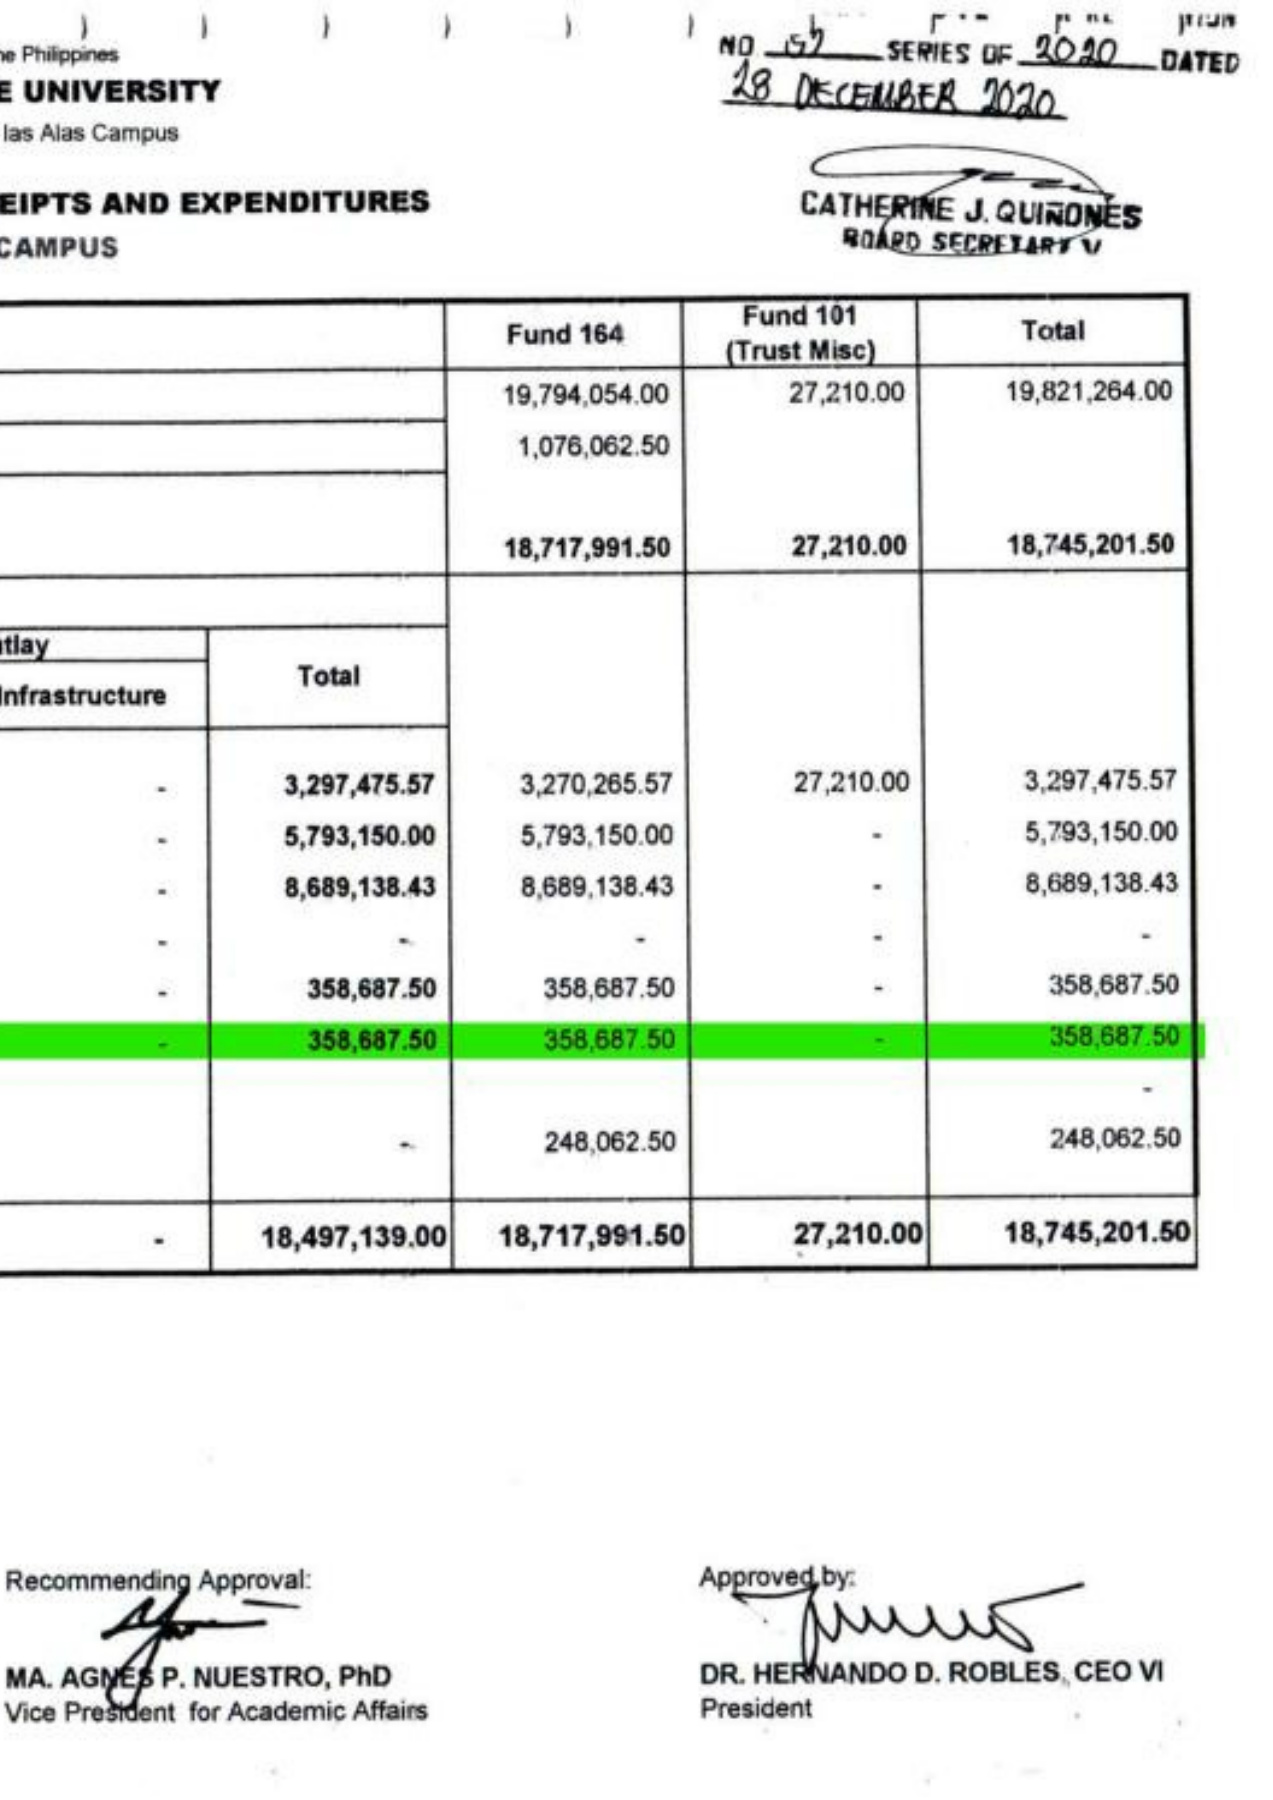 he Philippines
NO 157 SERIES OF 2020 DATED
E UNIVERSITY
28 DECEMBER 2020
las Alas Campus
EIPTS AND EXPENDITURES
CATHERINE J. QUIÑONES
CAMPUS
BOARD SECRETARY V
Fund 164 Fund 101 (Trust Misc) Total
19,794,054.00 27,210.00 19,821,264.00
1,076,062.50
18,717,991.50 27,210.00 18,745,201.50
utlay
Infrastructure Total
- 3,297,475.57 3,270,265.57 27,210.00 3,297,475.57
- 5,793,150.00 5,793,150.00 - 5,793,150.00
- 8,689,138.43 8,689,138.43 - 8,689,138.43
- - - - -
- 358,687.50 358,687.50 - 358,687.50
- 358,687.50 358,687.50 - 358,687.50
-
- 248,062.50 248,062.50
- 18,497,139.00 18,717,991.50 27,210.00 18,745,201.50
Recommending Approval: Approved by:
MA. AGNES P. NUESTRO, PhD DR. HERNANDO D. ROBLES, CEO VI
Vice President for Academic Affairs President